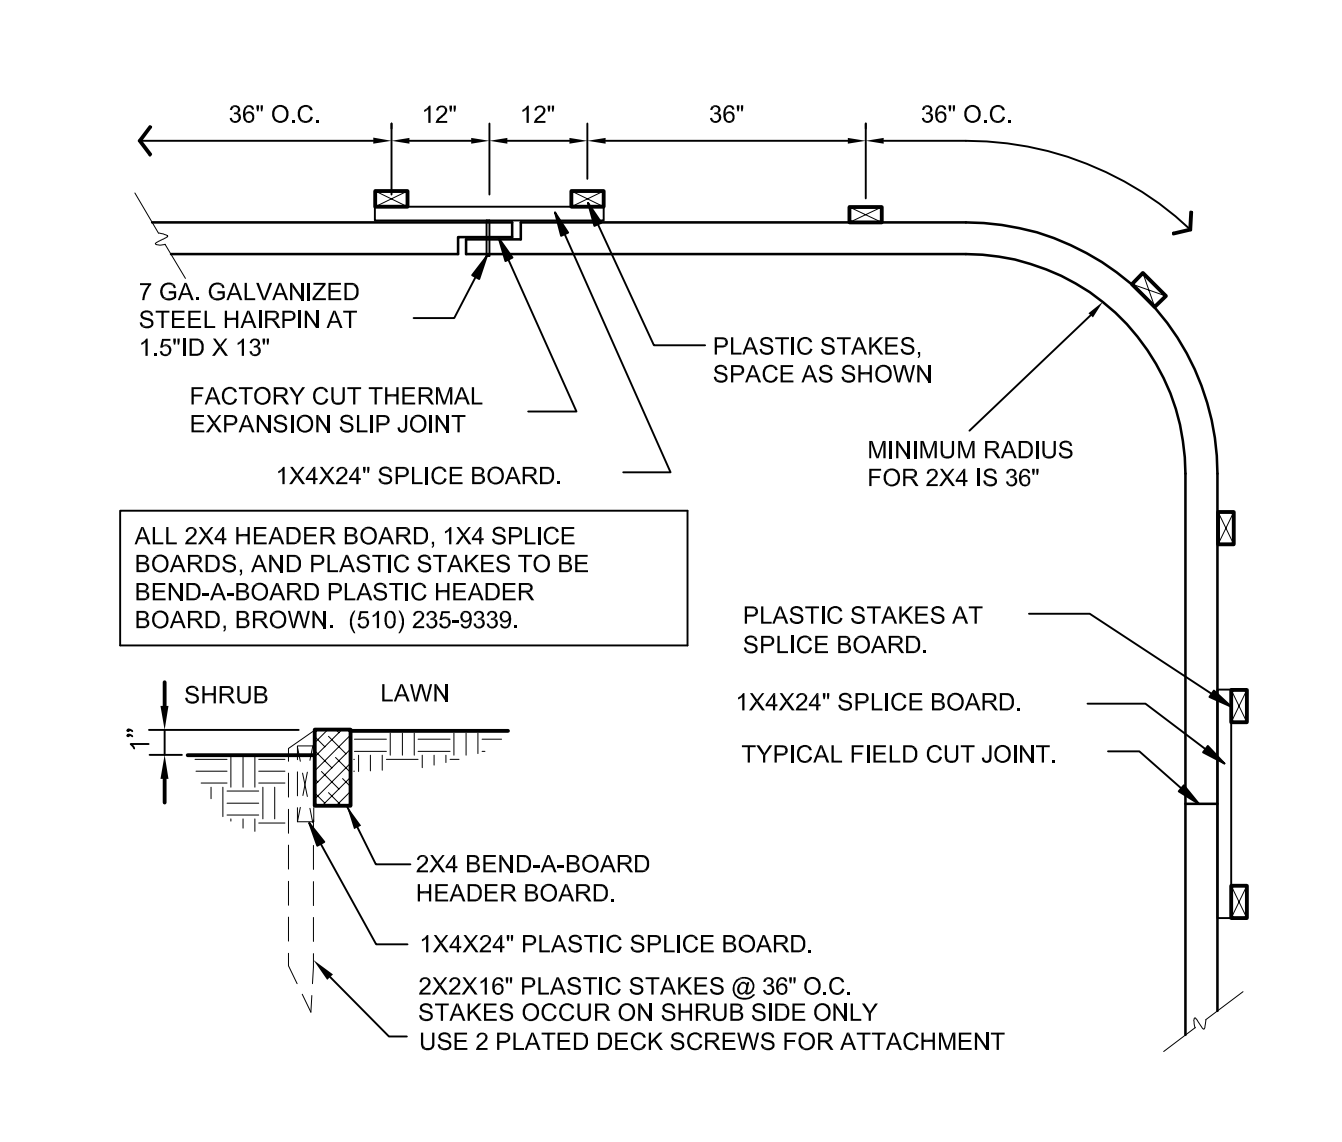 36" O.C.
12"
12"
36"
36" O.C.
7 GA. GALVANIZED
STEEL HAIRPIN AT
1.5"ID X 13"
PLASTIC STAKES,
SPACE AS SHOWN
FACTORY CUT THERMAL
EXPANSION SLIP JOINT
MINIMUM RADIUS
FOR 2X4 IS 36"
1X4X24" SPLICE BOARD.
ALL 2X4 HEADER BOARD, 1X4 SPLICE
BOARDS, AND PLASTIC STAKES TO BE
BEND-A-BOARD PLASTIC HEADER
BOARD, BROWN.  (510) 235-9339.
PLASTIC STAKES AT
SPLICE BOARD.
1X4X24" SPLICE BOARD.
TYPICAL FIELD CUT JOINT.
SHRUB
LAWN
1”
2X4 BEND-A-BOARD
HEADER BOARD.
1X4X24" PLASTIC SPLICE BOARD.
2X2X16" PLASTIC STAKES @ 36" O.C.
STAKES OCCUR ON SHRUB SIDE ONLY
USE 2 PLATED DECK SCREWS FOR ATTACHMENT